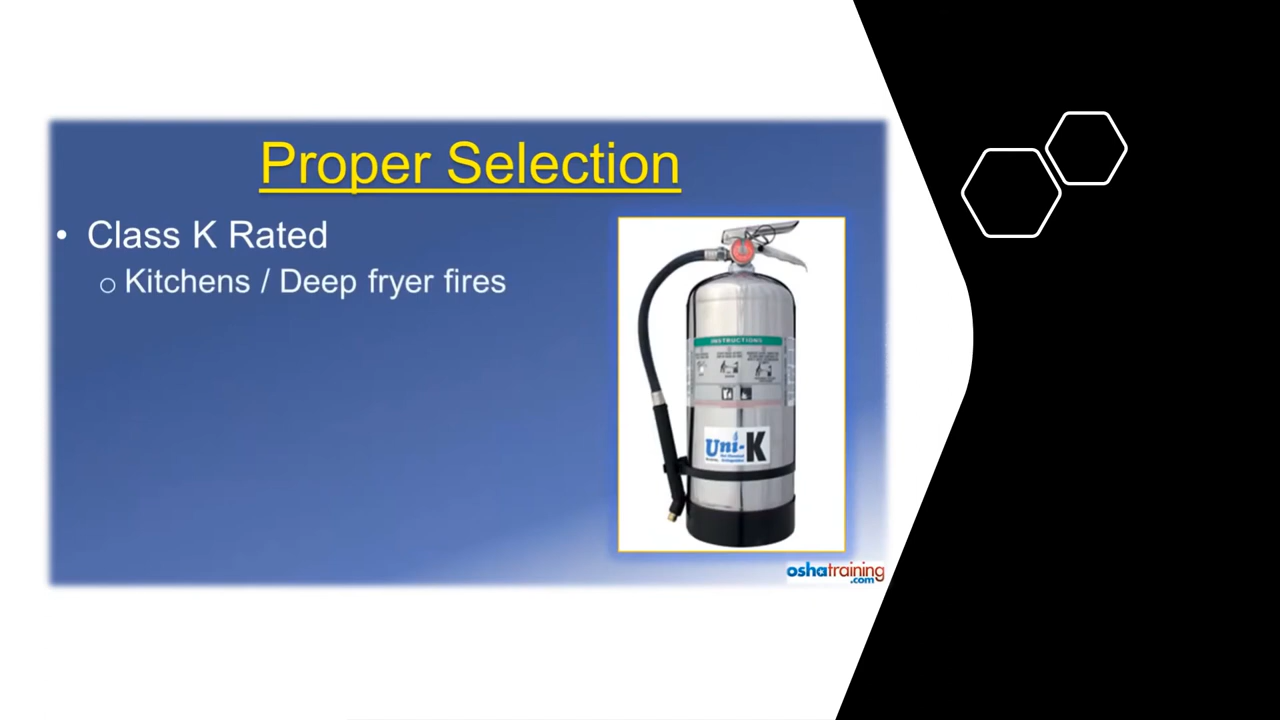 Proper Selection
• Class K Rated
o Kitchens / Deep fryer fires
INSTRUCTIONS
Uni-K
oshatraining
.com